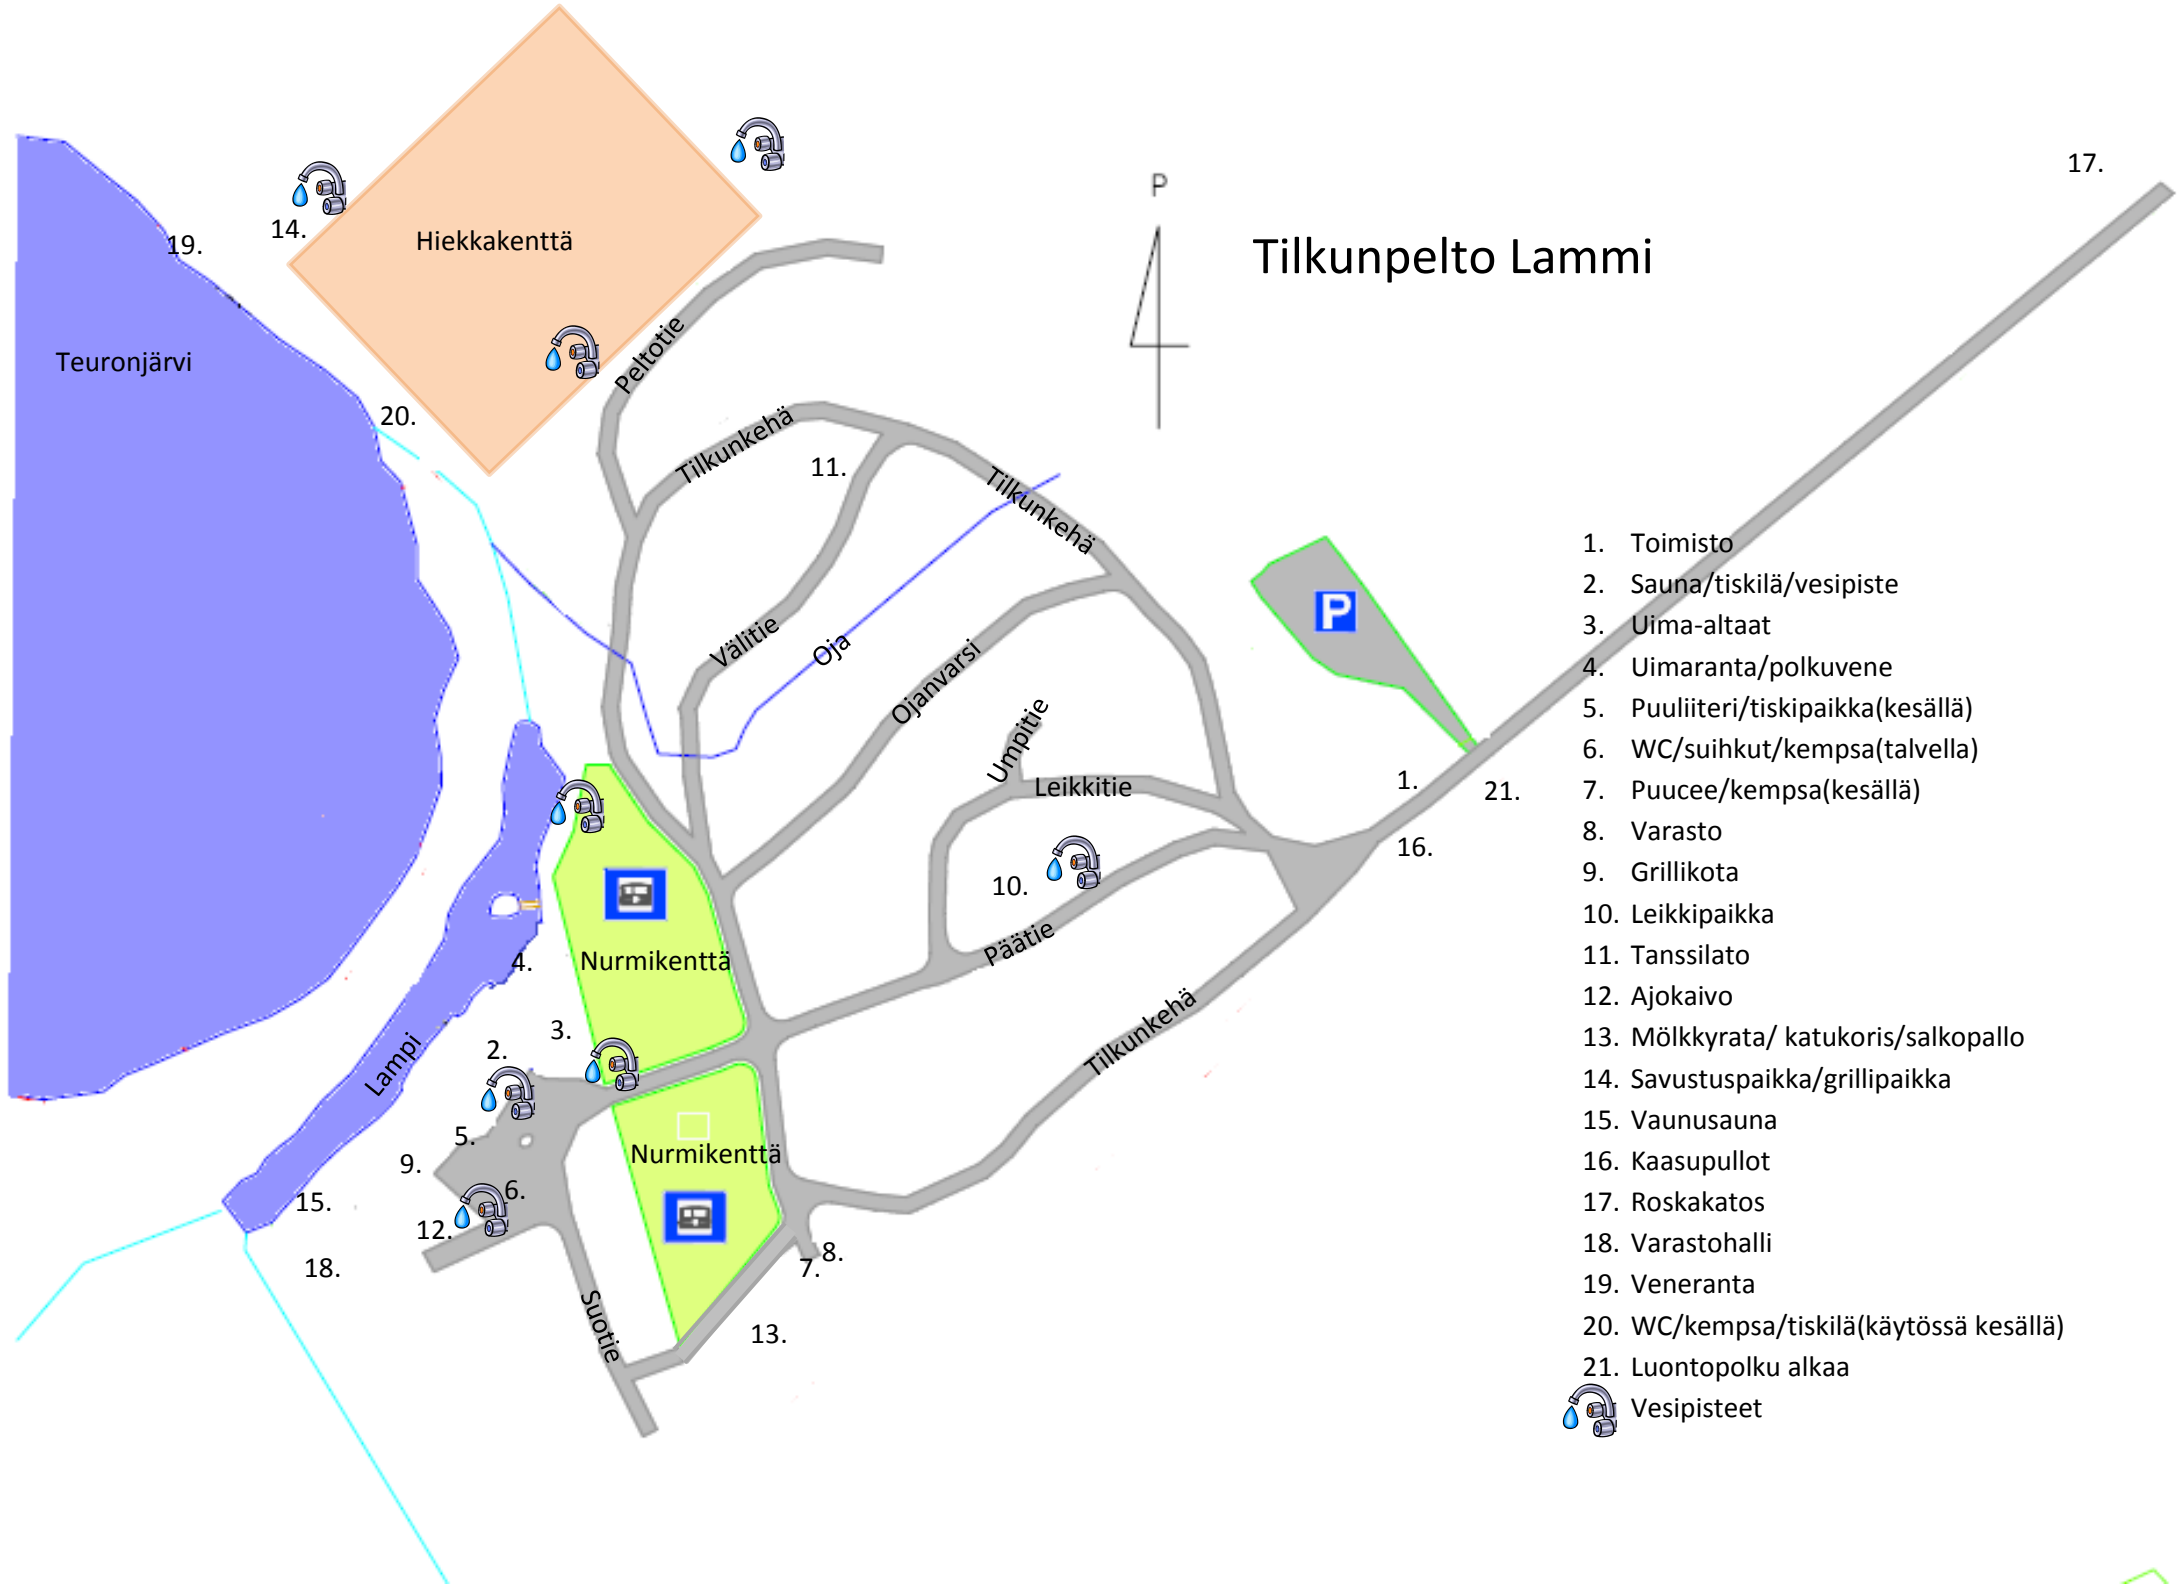 P
17.
Tilkunpelto Lammi
14.
19.
Hiekkakenttä
Teuronjärvi
Peltotie
20.
Tilkunkehä
11.
Tilkunkehä
P
Välitie
Oja
Ojanvarsi
Umpitie
Leikkitie
1.
21.
16.
10.
Päätie
4.
Nurmikenttä
3.
2.
Lampi
Tilkunkehä
5.
Nurmikenttä
9.
6.
15.
12.
18.
8.
7.
Suotie
13.
1. Toimisto
2. Sauna/tiskilä/vesipiste
3. Uima-altaat
4. Uimaranta/polkuvene
5. Puuliiteri/tiskipaikka(kesällä)
6. WC/suihkut/kempsa(talvella)
7. Puucee/kempsa(kesällä)
8. Varasto
9. Grillikota
10. Leikkipaikka
11. Tanssilato
12. Ajokaivo
13. Mölkkyrata/ katukoris/salkopallo
14. Savustuspaikka/grillipaikka
15. Vaunusauna
16. Kaasupullot
17. Roskakatos
18. Varastohalli
19. Veneranta
20. WC/kempsa/tiskilä(käytössä kesällä)
21. Luontopolku alkaa
Vesipisteet